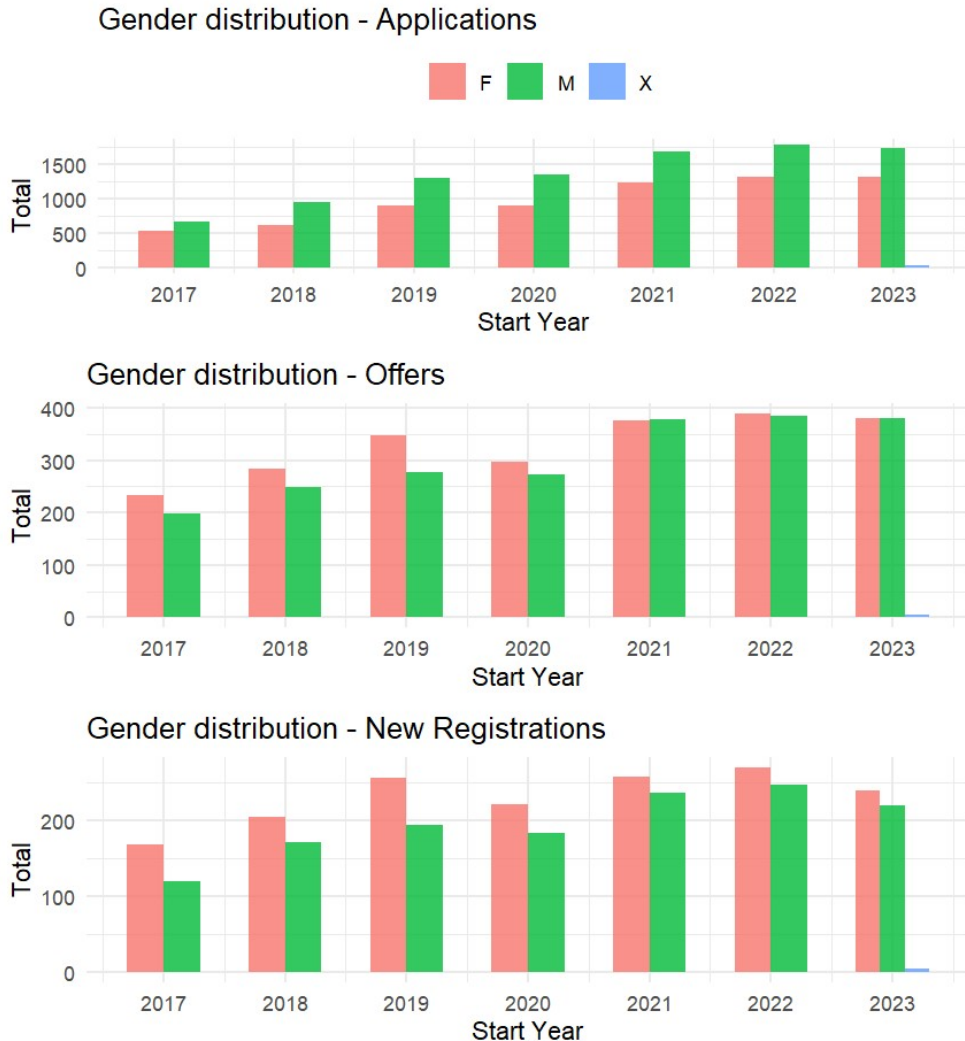 Gender distribution - Applications
F M X
1500
1000
500
0
Total
2017 2018 2019 2020 2021 2022 2023
Start Year
Gender distribution - Offers
400
300
200
100
0
Total
2017 2018 2019 2020 2021 2022 2023
Start Year
Gender distribution - New Registrations
200
100
0
Total
2017 2018 2019 2020 2021 2022 2023
Start Year